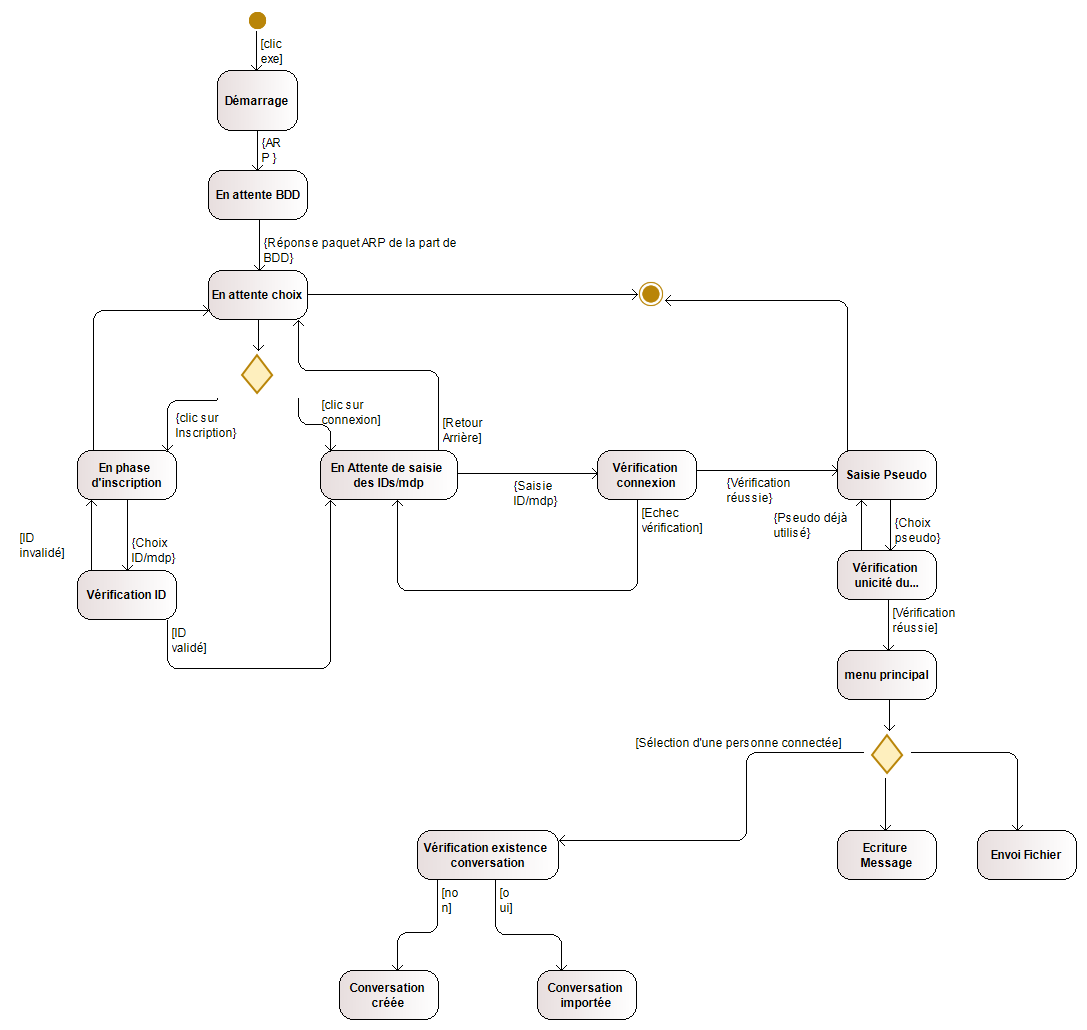 [clic
exe]
Démarrage
{AR
P }
En attente BDD
{Réponse paquet ARP de la part de
BDD}
En attente choix
{clic sur
Inscription}
[clic sur
connexion]
[Retour
Arrière]
En phase
d'inscription
En Attente de saisie
des IDs/mdp
{Saisie
ID/mdp}
Vérification
connexion
{Vérification
réussie}
Saisie Pseudo
[Echec
vérification]
{Pseudo déjà
utilisé}
{Choix
pseudo}
[ID
invalidé]
{Choix
ID/mdp}
Vérification ID
Vérification
unicité du...
[ID
validé]
[Vérification
réussie]
menu principal
[Sélection d'une personne connectée]
Vérification existence
conversation
Ecriture
Message
Envoi Fichier
[no
n]
[o
ui]
Conversation
créée
Conversation
importée